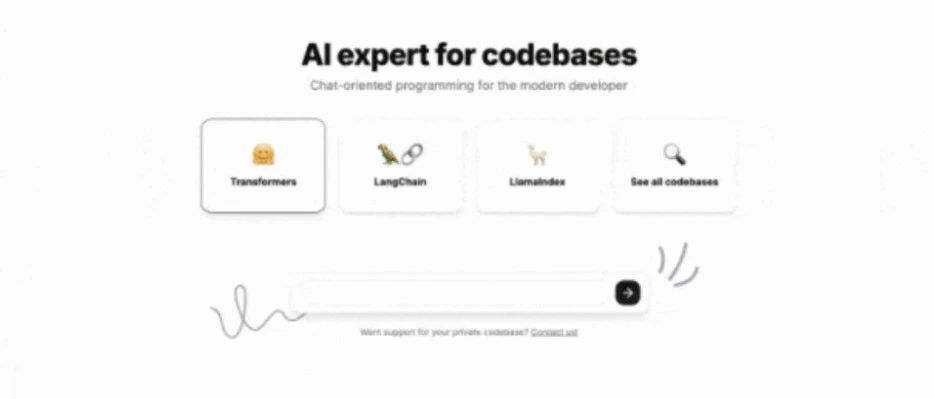 AI expert for codebases
Chat-oriented programming for the modern developer
Transformers
LangChain
LlamaIndex
See all codebases
Want support for your private codebase? Contact us!